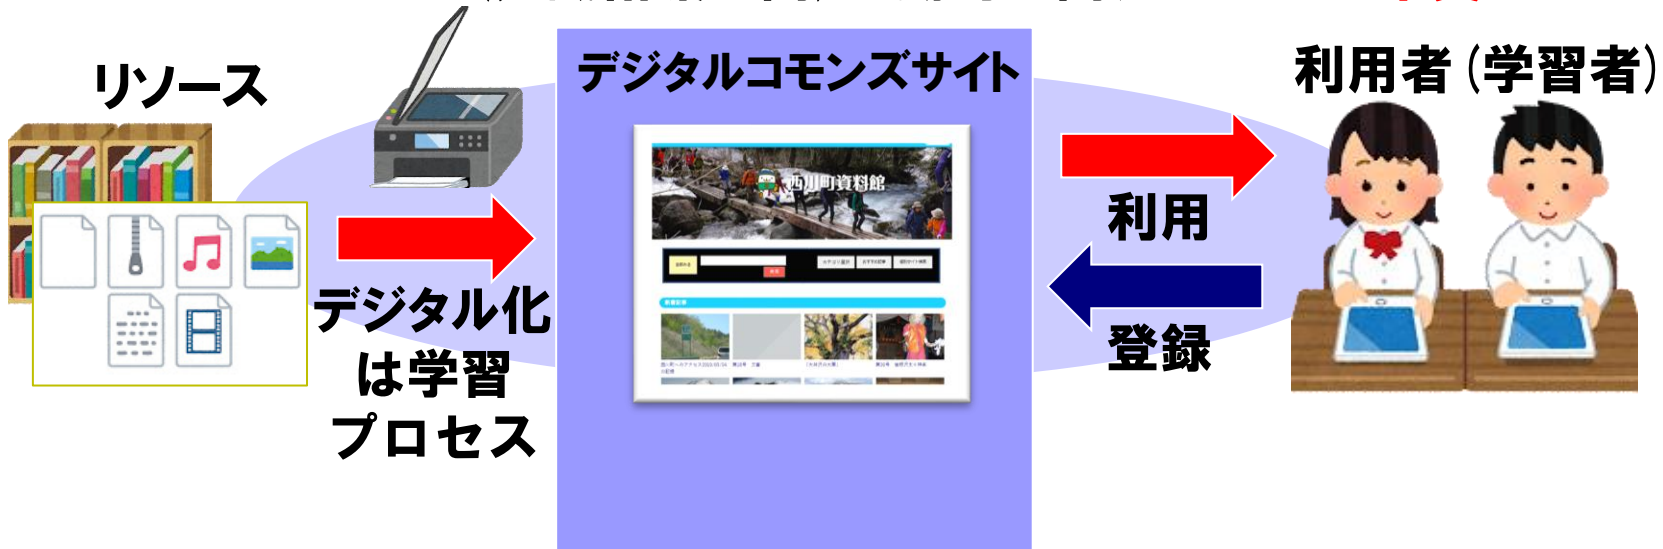 リソース
デジタルコモンズサイト
利用者(学習者)
西川町資料館
デジタル化
は学習
プロセス
利用
登録